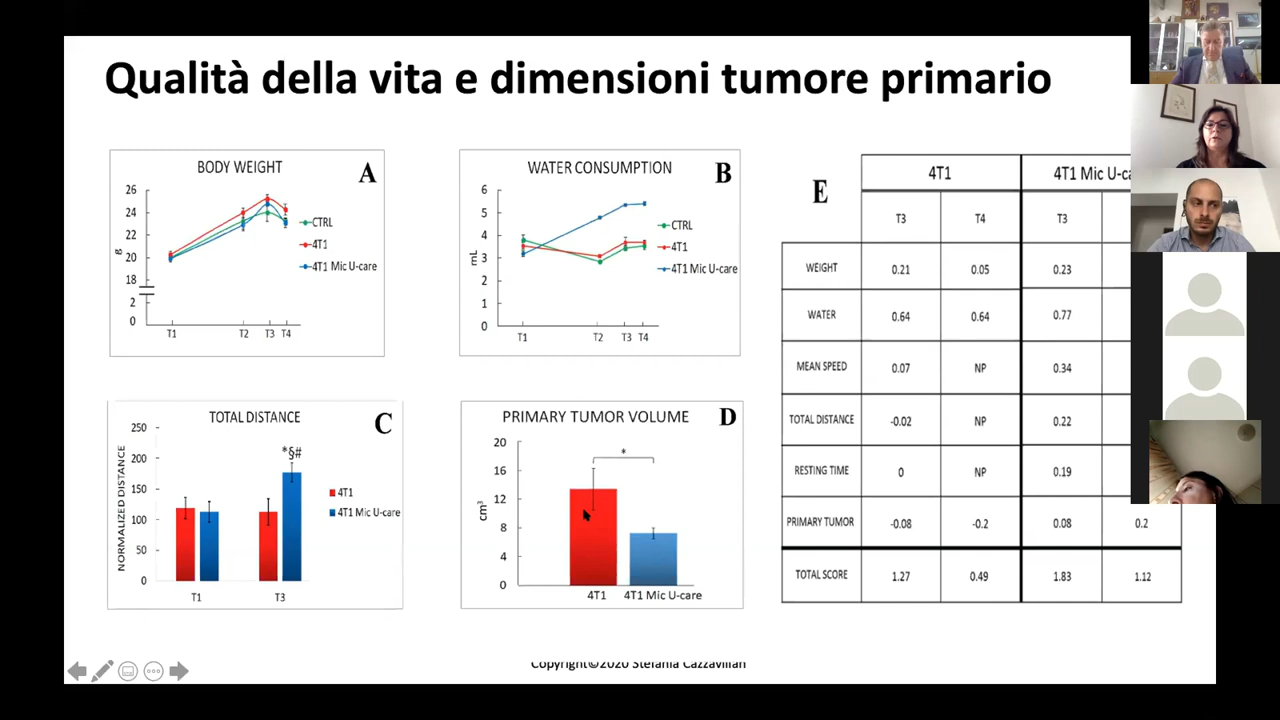 Qualità della vita e dimensioni tumore primario
BODY WEIGHT
A
26
24
22
20
18
2
0
g
T1
T2
T3
T4
CTRL
4T1
4T1 Mic U-care
WATER CONSUMPTION
B
6
5
4
3
2
1
0
mL
T1
T2
T3
T4
CTRL
4T1
4T1 Mic U-care
TOTAL DISTANCE
C
250
200
150
100
50
0
NORMALIZED DISTANCE
*§#
T1
T3
4T1
4T1 Mic U-care
PRIMARY TUMOR VOLUME
D
20
16
12
8
4
0
cm³
*
4T1
4T1 Mic U-care
E
4T1 4T1 Mic U-ca
T3 T4 T3
WEIGHT 0.21 0.05 0.23
WATER 0.64 0.64 0.77
MEAN SPEED 0.07 NP 0.34
TOTAL DISTANCE -0.02 NP 0.22
RESTING TIME 0 NP 0.19
PRIMARY TUMOR -0.08 -0.2 0.08 0.2
TOTAL SCORE 1.27 0.49 1.83 1.12
Copyright©2020 Stefania Cazzavillan